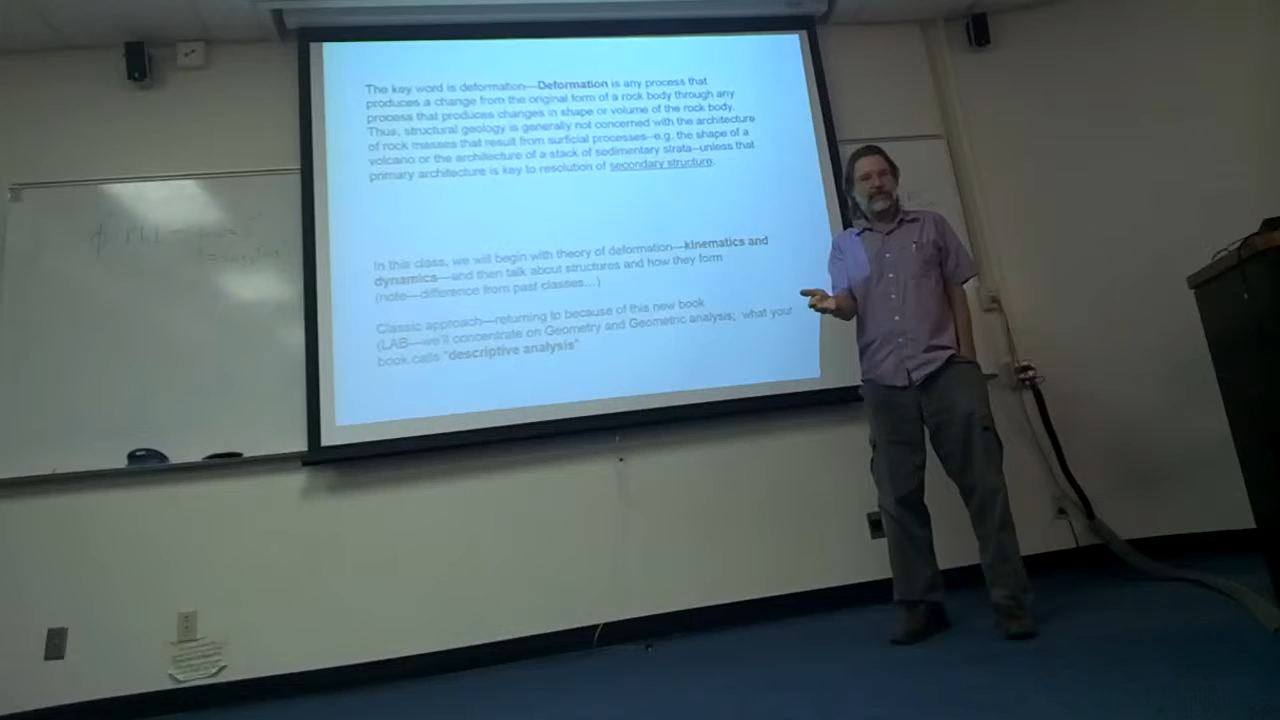 The key word is deformation—Deformation is any process that
produces a change from the original form of a rock body through any
process that produces changes in shape or volume of the rock body.
Thus, structural geology is generally not concerned with the architecture
of rock masses that result from surficial processes--e.g. the shape of a
volcano or the architecture of a stack of sedimentary strata--unless that
primary architecture is key to resolution of secondary structure.
In this class, we will begin with theory of deformation—kinematics and
dynamics—and then talk about structures and how they form
(note—difference from past classes…)
Classic approach—returning to because of this new book
(LAB—we'll concentrate on Geometry and Geometric analysis; what your
book calls "descriptive analysis"